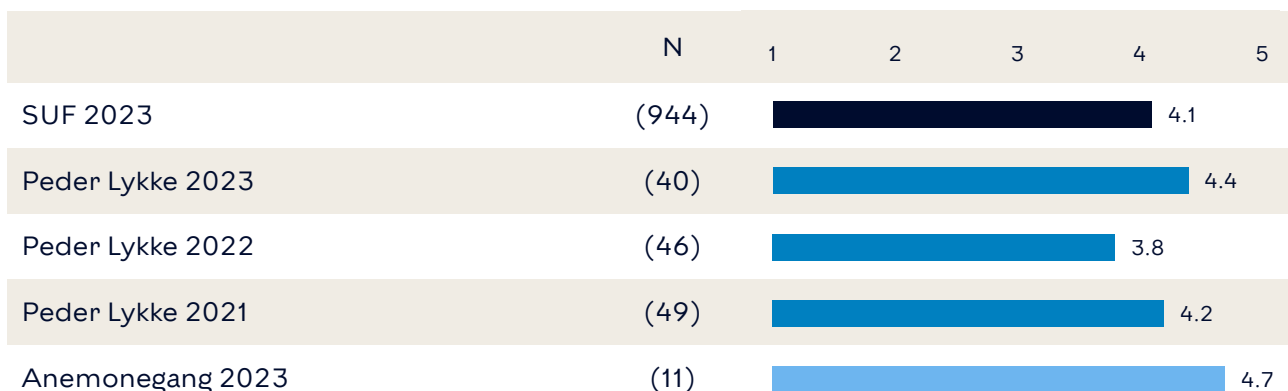 N 1 2 3 4 5
SUF 2023 (944) 4.1
Peder Lykke 2023 (40) 4.4
Peder Lykke 2022 (46) 3.8
Peder Lykke 2021 (49) 4.2
Anemonegang 2023 (11) 4.7